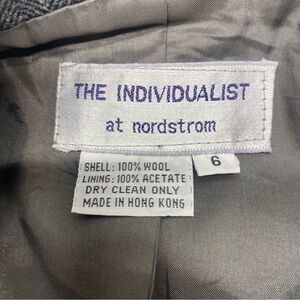 THE INDIVIDUALIST
at nordstrom
6
SHELL: 100% WOOL
LINING: 100% ACETATE
DRY CLEAN ONLY
MADE IN HONG KONG